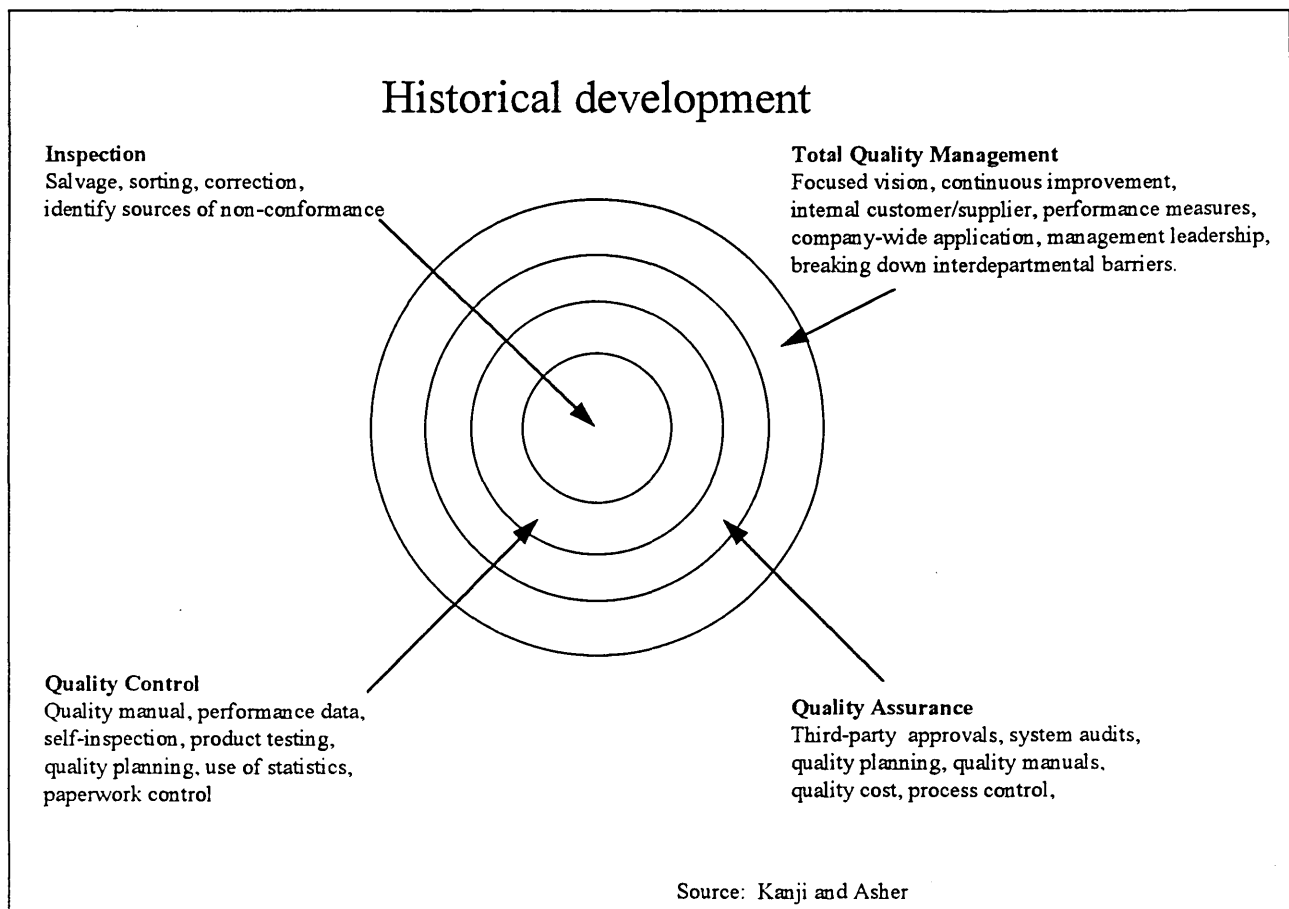 Historical development
Inspection
Salvage, sorting, correction,
identify sources of non-conformance
Total Quality Management
Focused vision, continuous improvement,
internal customer/supplier, performance measures,
company-wide application, management leadership,
breaking down interdepartmental barriers.
Quality Control
Quality manual, performance data,
self-inspection, product testing,
quality planning, use of statistics,
paperwork control
Quality Assurance
Third-party approvals, system audits,
quality planning, quality manuals,
quality cost, process control,
Source: Kanji and Asher